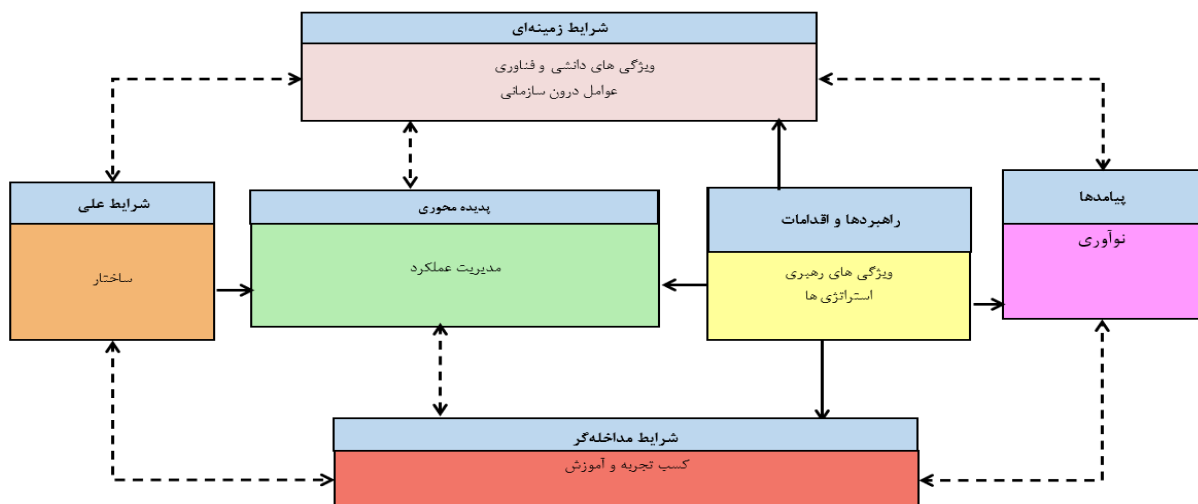 شرایط زمینه‌ای
ویژگی های دانشی و فناوری
عوامل درون سازمانی
شرایط علی
ساختار
پدیده محوری
مدیریت عملکرد
راهبردها و اقدامات
ویژگی های رهبری
استراتژی ها
پیامدها
نوآوری
شرایط مداخله‌گر
کسب تجربه و آموزش